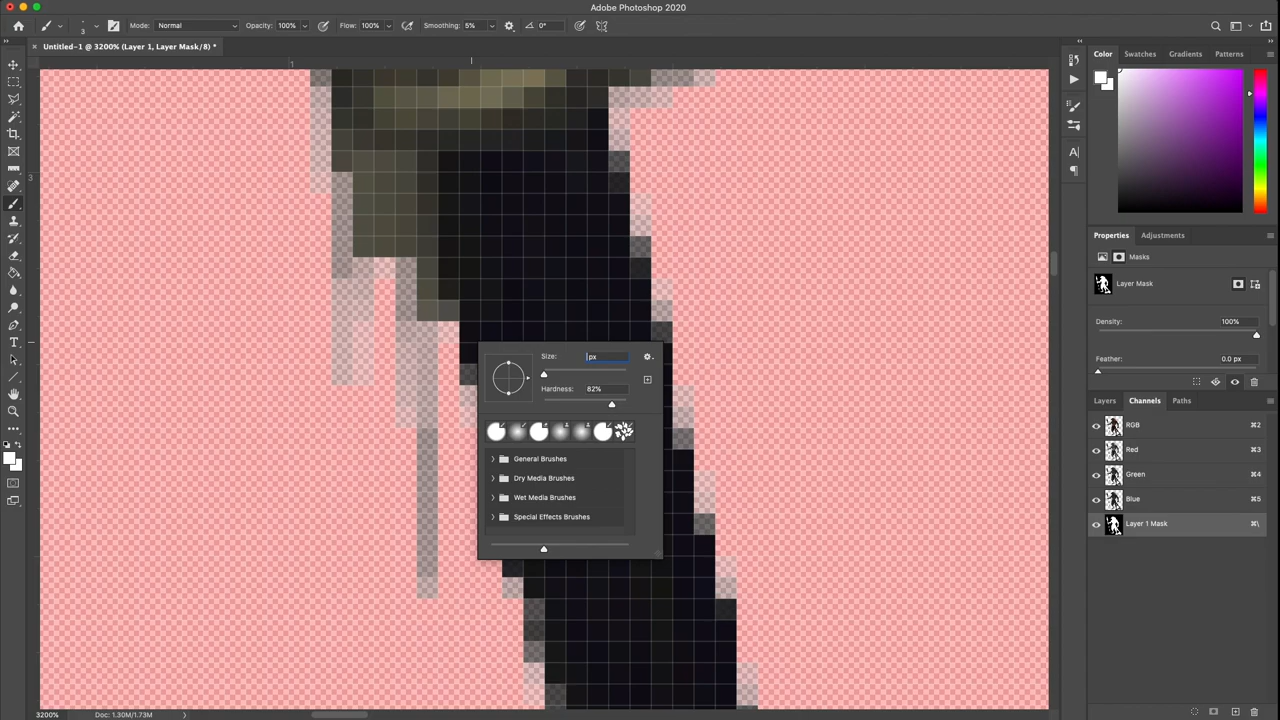 Adobe Photoshop 2020
3
Mode: Normal
Opacity: 100%
Flow: 100%
Smoothing: 5%
0°
Untitled-1 @ 3200% (Layer 1, Layer Mask/8) *
1
3
Color
Swatches
Gradients
Patterns
Properties
Adjustments
Masks
Layer Mask
Density: 100%
Feather: 0.0 px
Size: px
Hardness: 82%
General Brushes
Dry Media Brushes
Wet Media Brushes
Special Effects Brushes
Layers
Channels
Paths
RGB ⌘2
Red ⌘3
Green ⌘4
Blue ⌘5
Layer 1 Mask ⌘\
3200%
Doc: 1.30M/1.73M